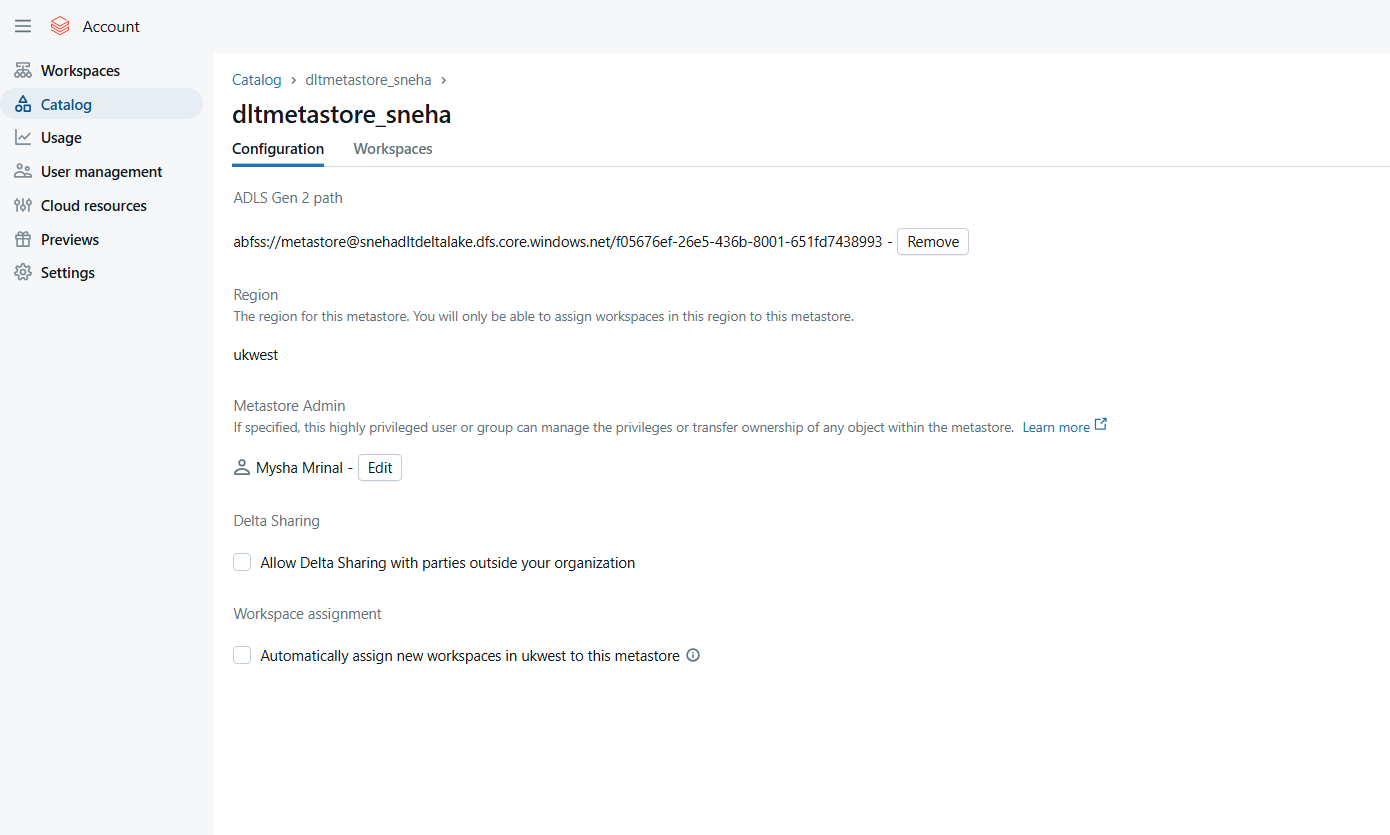 Account
Workspaces
Catalog
Usage
User management
Cloud resources
Previews
Settings
Catalog > dltmetastore_sneha >
dltmetastore_sneha
Configuration Workspaces
ADLS Gen 2 path
abfss://metastore@snehadltdeltalake.dfs.core.windows.net/f05676ef-26e5-436b-8001-651fd7438993 - Remove
Region
The region for this metastore. You will only be able to assign workspaces in this region to this metastore.
ukwest
Metastore Admin
If specified, this highly privileged user or group can manage the privileges or transfer ownership of any object within the metastore. Learn more
Mysha Mrinal - Edit
Delta Sharing
Allow Delta Sharing with parties outside your organization
Workspace assignment
Automatically assign new workspaces in ukwest to this metastore